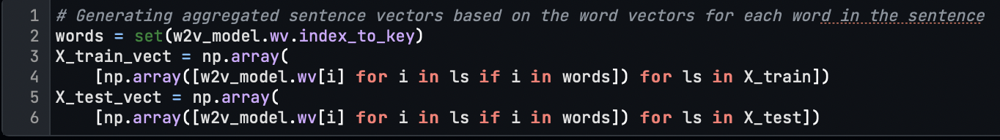 1 # Generating aggregated sentence vectors based on the word vectors for each word in the sentence
2 words = set(w2v_model.wv.index_to_key)
3 X_train_vect = np.array(
4     [np.array([w2v_model.wv[i] for i in ls if i in words]) for ls in X_train])
5 X_test_vect = np.array(
6     [np.array([w2v_model.wv[i] for i in ls if i in words]) for ls in X_test])